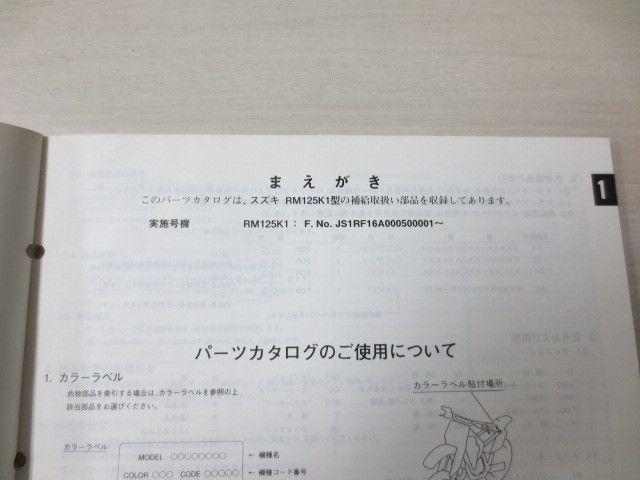 まえがき
このパーツカタログは、スズキ RM125K1型の補給取扱い部品を収録してあります。
1
実施号機 RM125K1： F. No. JS1RF16A000500001～
パーツカタログのご使用について
1. カラーラベル
色物部品を索引する場合は、カラーラベルを参照の上
該当部品をお選びください。
カラーラベル貼付場所
カラーラベル
MODEL ○○○○○○○○ ← 機種名
COLOR ○○○ CODE ○○○○○ ← 機種コード番号